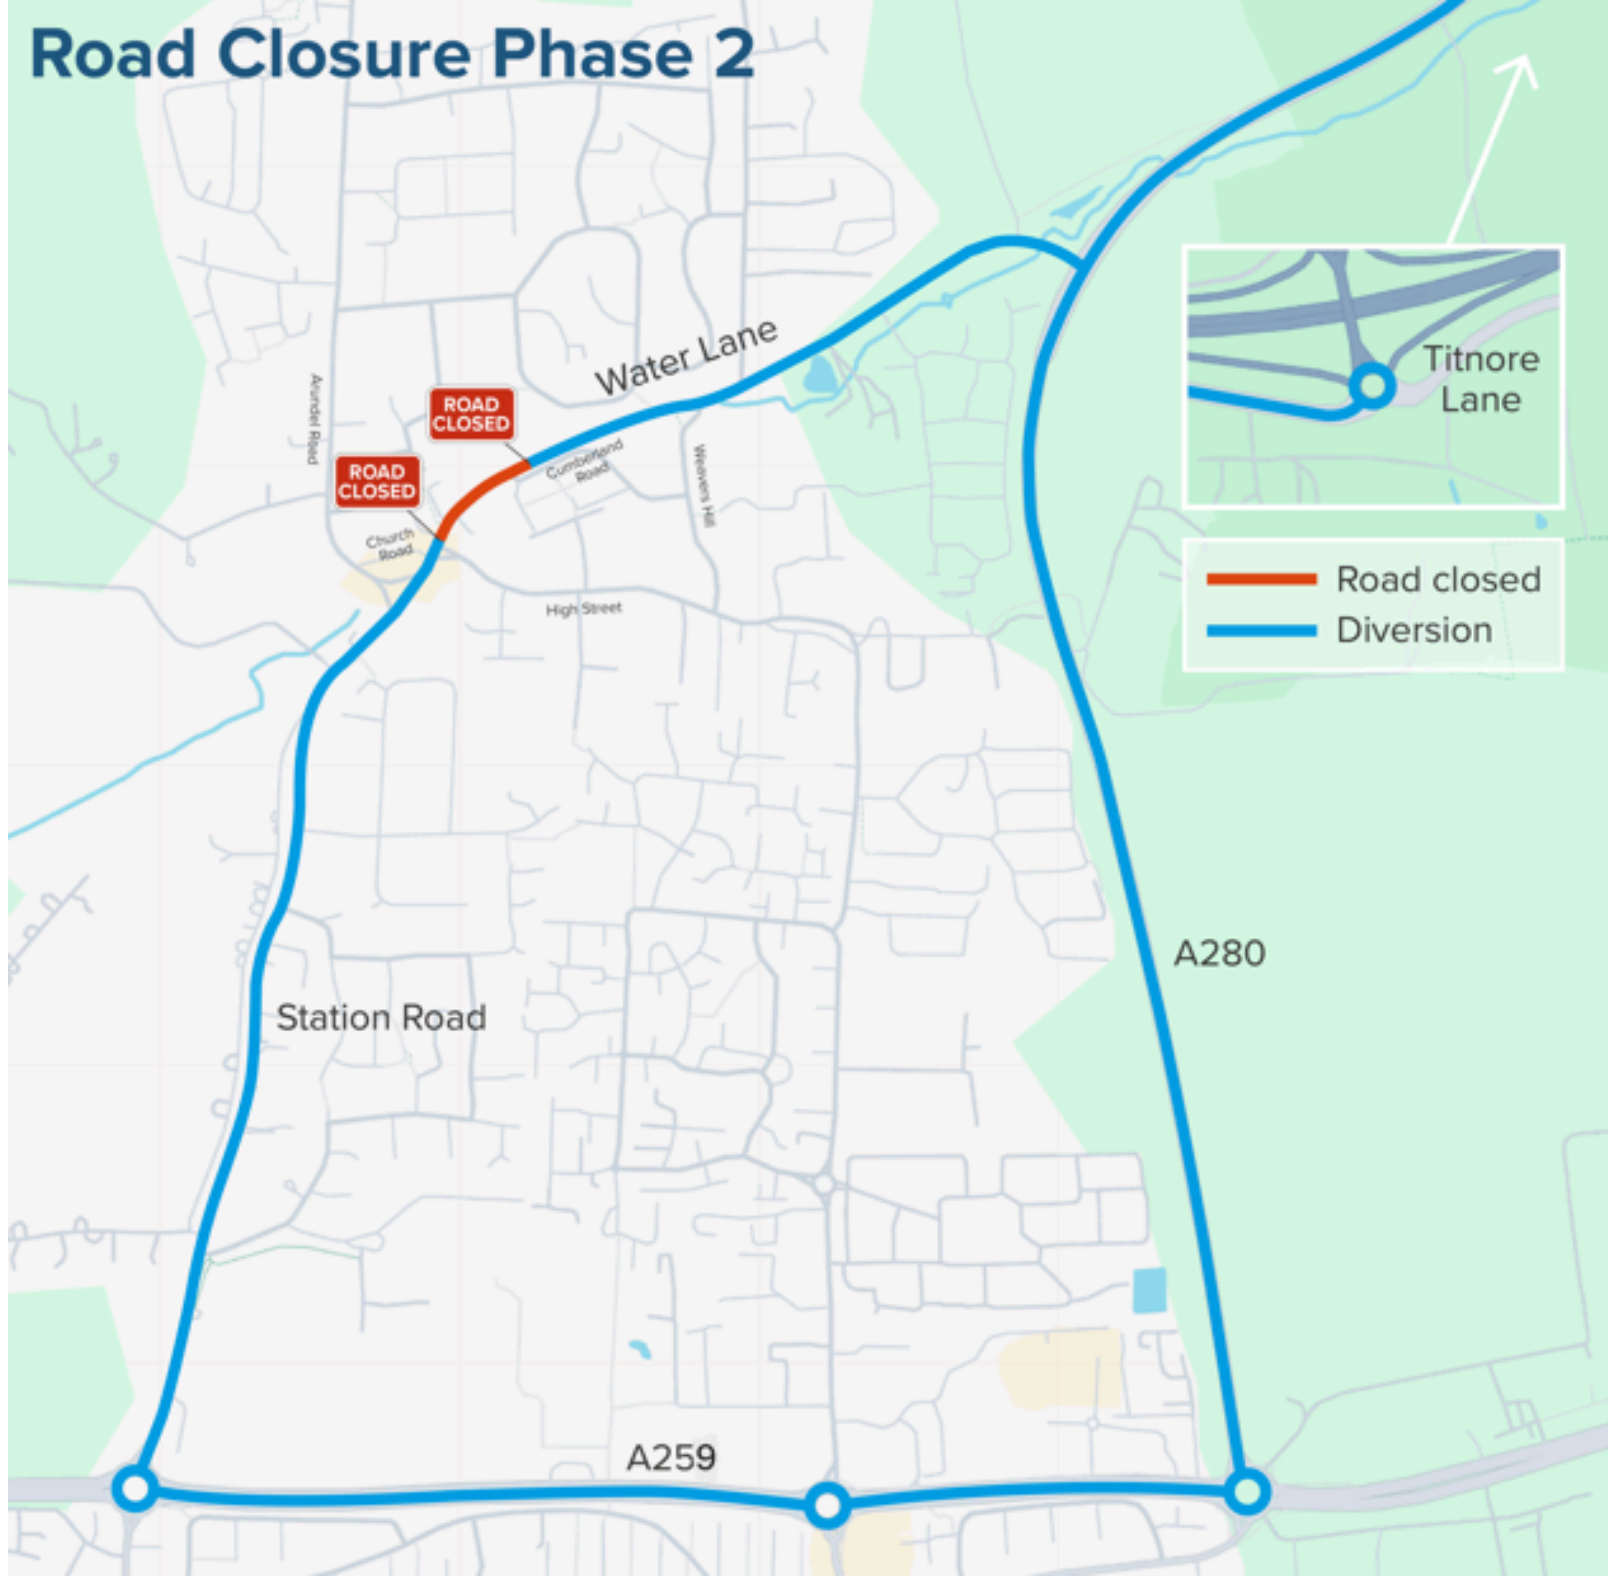 Road Closure Phase 2
Water Lane
Arundel Road
ROAD
CLOSED
ROAD
CLOSED
Cumberland
Road
Weavers Hill
Church
Road
High Street
Titnore
Lane
Road closed
Diversion
A280
Station Road
A259